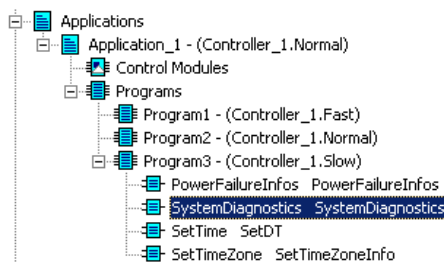 Applications
Application_1 - (Controller_1.Normal)
Control Modules
Programs
Program1 - (Controller_1.Fast)
Program2 - (Controller_1.Normal)
Program3 - (Controller_1.Slow)
PowerFailureInfos PowerFailureInfos
SystemDiagnostics SystemDiagnostics
SetTime SetDT
SetTimeZone SetTimeZoneInfo